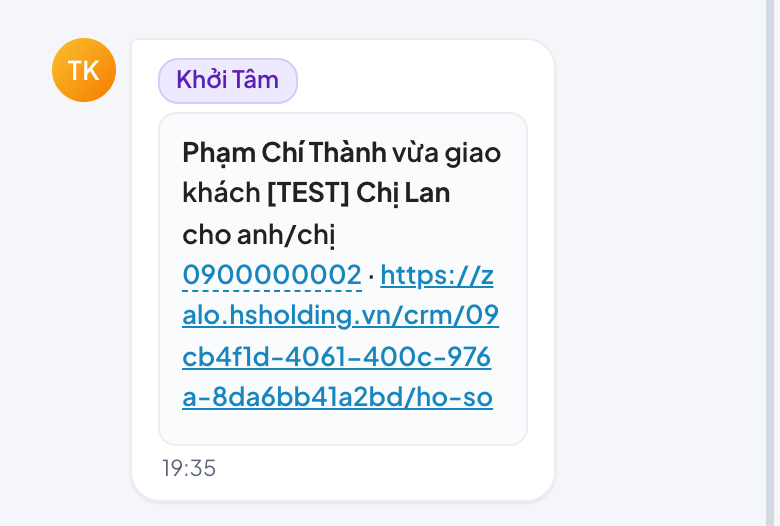 TK
Khởi Tâm
Phạm Chí Thành vừa giao
khách [TEST] Chị Lan
cho anh/chị
0900000002 · https://z
alo.hsholding.vn/crm/09
cb4f1d-4061-400c-976
a-8da6bb41a2bd/ho-so
19:35